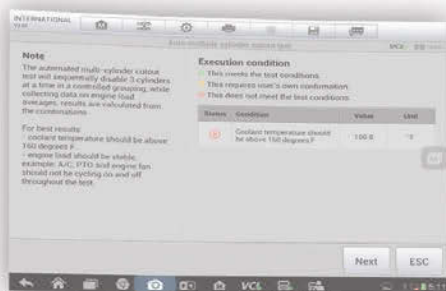 INTERNATIONAL
VCI
Note
The automated multi-cylinder cutout
test will sequentially disable 3 cylinders
at a time in a controlled grouping, while
collecting data on engine load
averages, results are calculated from
the combinations.
For best results:
- coolant temperature should be above
160 degrees F.
- engine load should be stable,
example: A/C, PTO and engine fan
should not be cycling on and off
throughout the test.
Execution condition
This meets the test conditions.
This requires user's own confirmation.
This does not meet the test conditions.
Status Condition Value Unit
Coolant temperature should
be above 160 degrees F
Next ESC
VCI